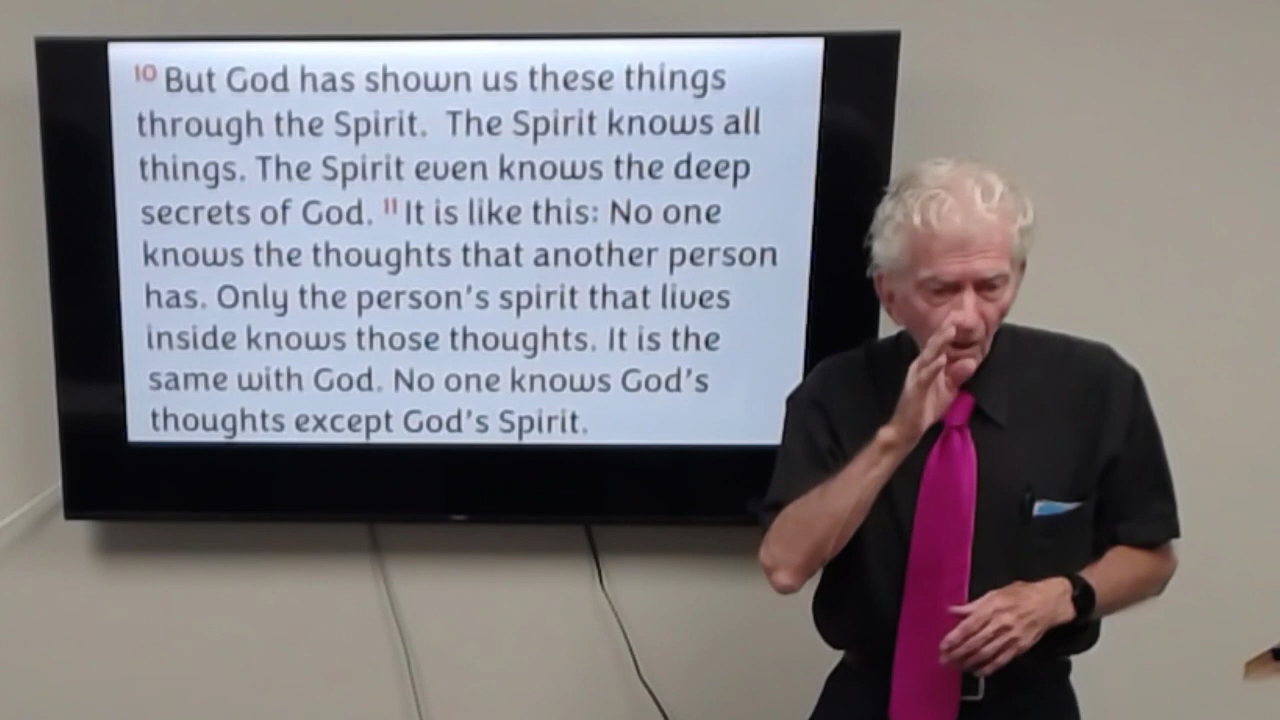 10 But God has shown us these things
through the Spirit. The Spirit knows all
things. The Spirit even knows the deep
secrets of God. 11 It is like this: No one
knows the thoughts that another person
has. Only the person's spirit that lives
inside knows those thoughts. It is the
same with God. No one knows God's
thoughts except God's Spirit.